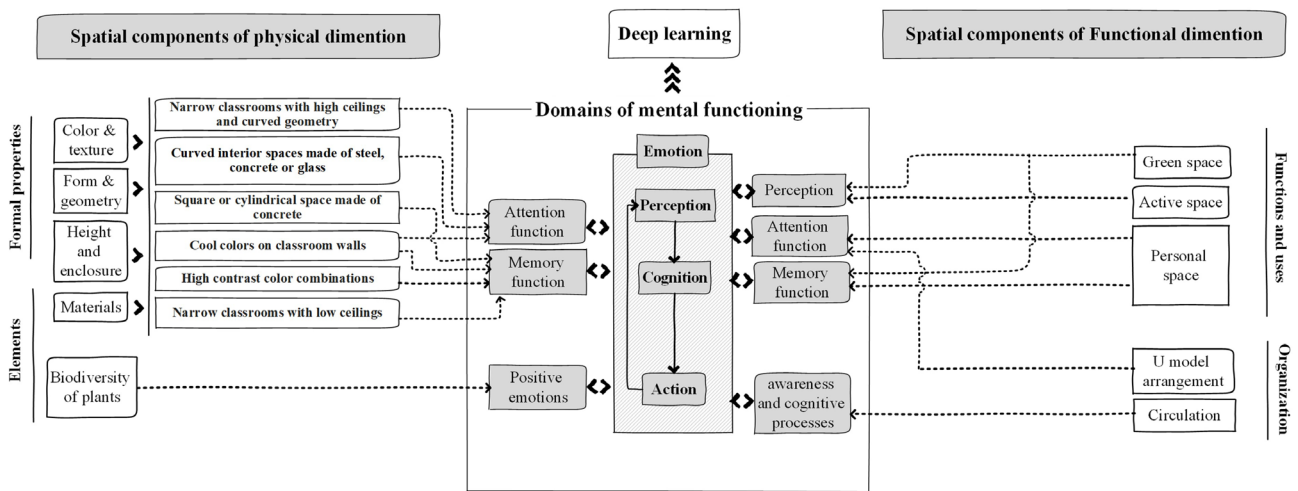 Spatial components of physical dimention
Deep learning
Spatial components of Functional dimention
Domains of mental functioning
Formal properties
Elements
Color &
texture
Form &
geometry
Height and
enclosure
Materials
Biodiversity
of plants
Narrow classrooms with high ceilings
and curved geometry
Curved interior spaces made of steel,
concrete or glass
Square or cylindrical space made of
concrete
Cool colors on classroom walls
High contrast color combinations
Narrow classrooms with low ceilings
Attention
function
Memory
function
Positive
emotions
Emotion
Perception
Cognition
Action
Perception
Attention
function
Memory
function
awareness
and cognitive
processes
Green space
Active space
Personal
space
U model
arrangement
Circulation
Functions and uses
Organization